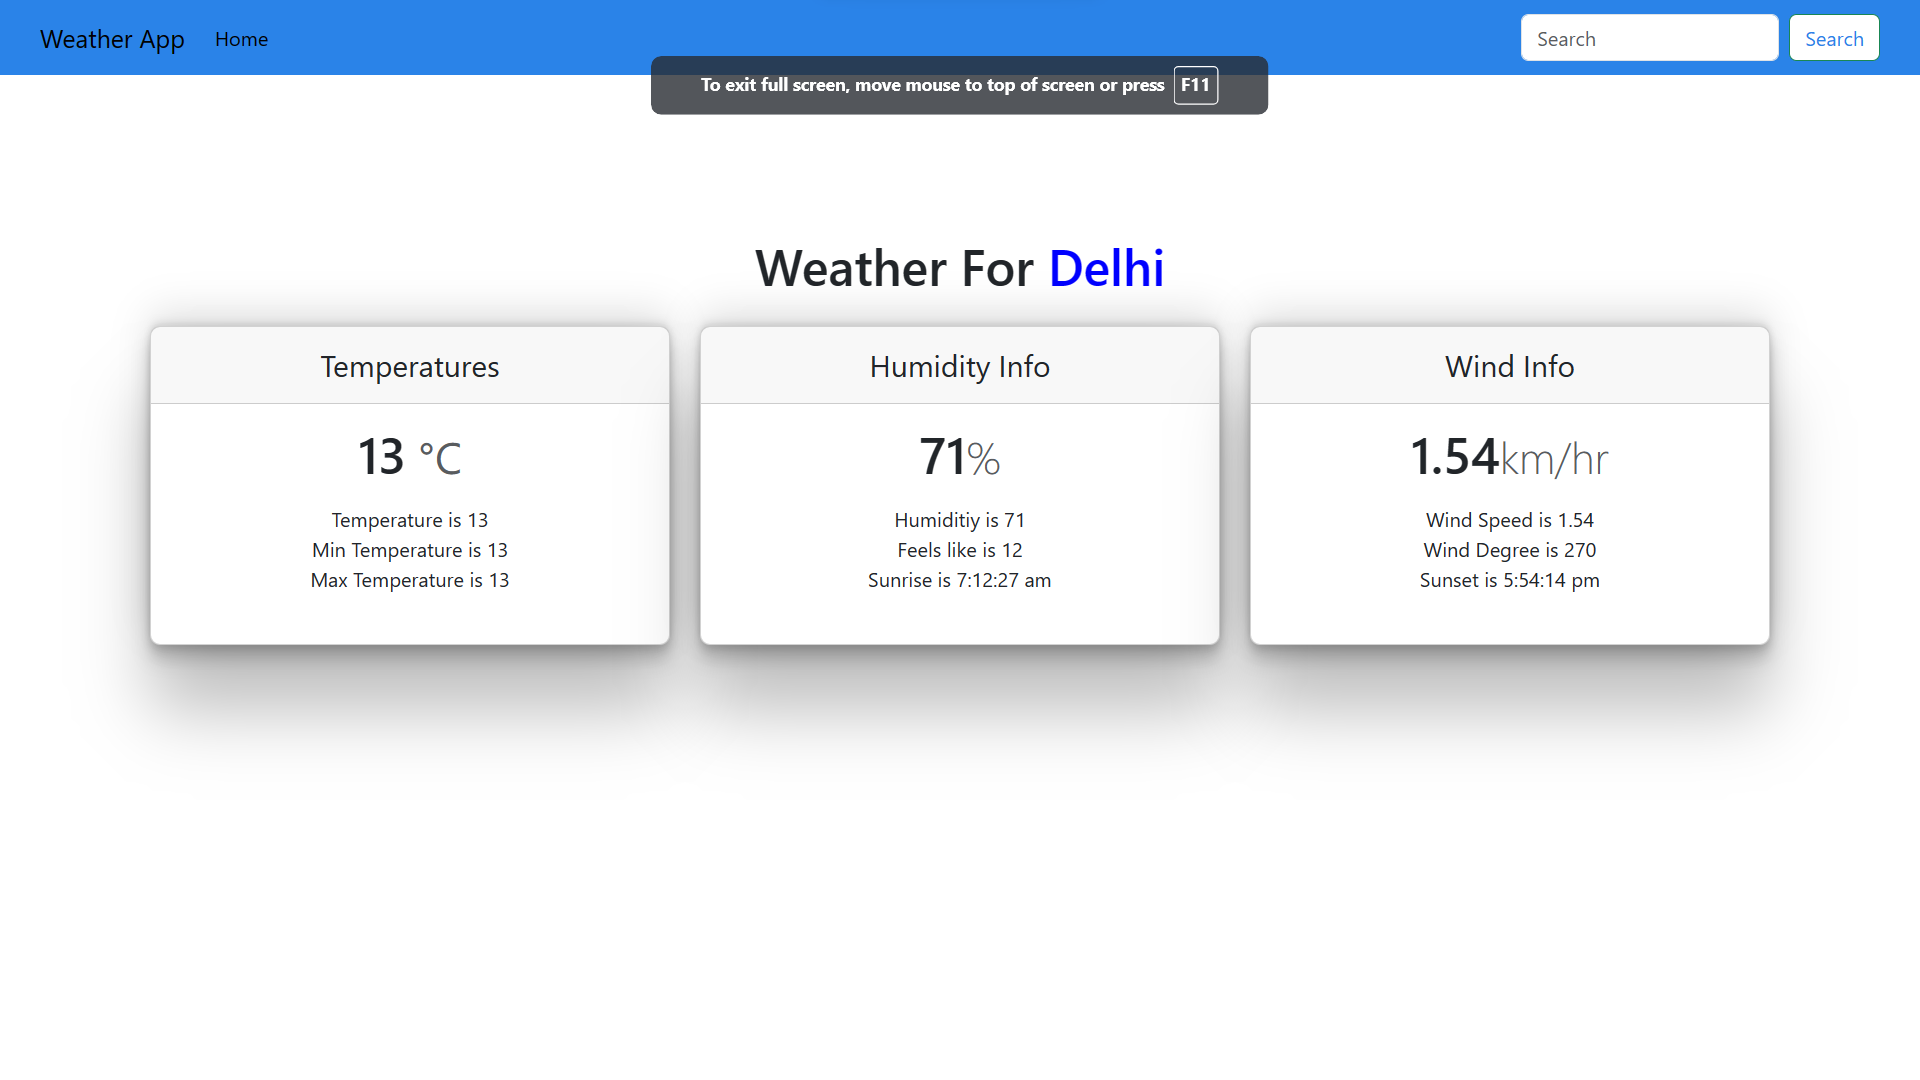 Weather App Home Search Search
To exit full screen, move mouse to top of screen or press F11
Weather For Delhi
Temperatures
13 °C
Temperature is 13
Min Temperature is 13
Max Temperature is 13
Humidity Info
71%
Humiditiy is 71
Feels like is 12
Sunrise is 7:12:27 am
Wind Info
1.54km/hr
Wind Speed is 1.54
Wind Degree is 270
Sunset is 5:54:14 pm